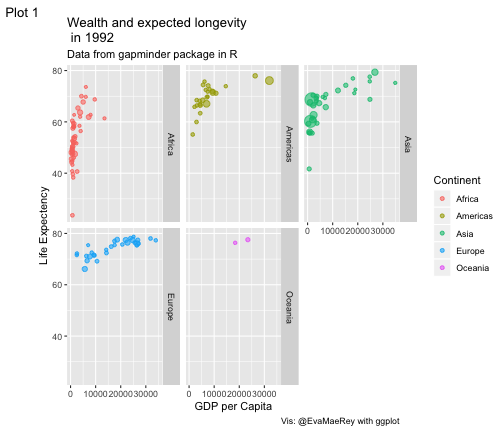 Plot 1
Wealth and expected longevity
in 1992
Data from gapminder package in R
80
60
40
Africa
Americas
Asia
0 10000 20000 30000
Life Expectency
80
60
40
Europe
Oceania
0 10000 20000 30000
0 10000 20000 30000
GDP per Capita
Continent
Africa
Americas
Asia
Europe
Oceania
Vis: @EvaMaeRey with ggplot